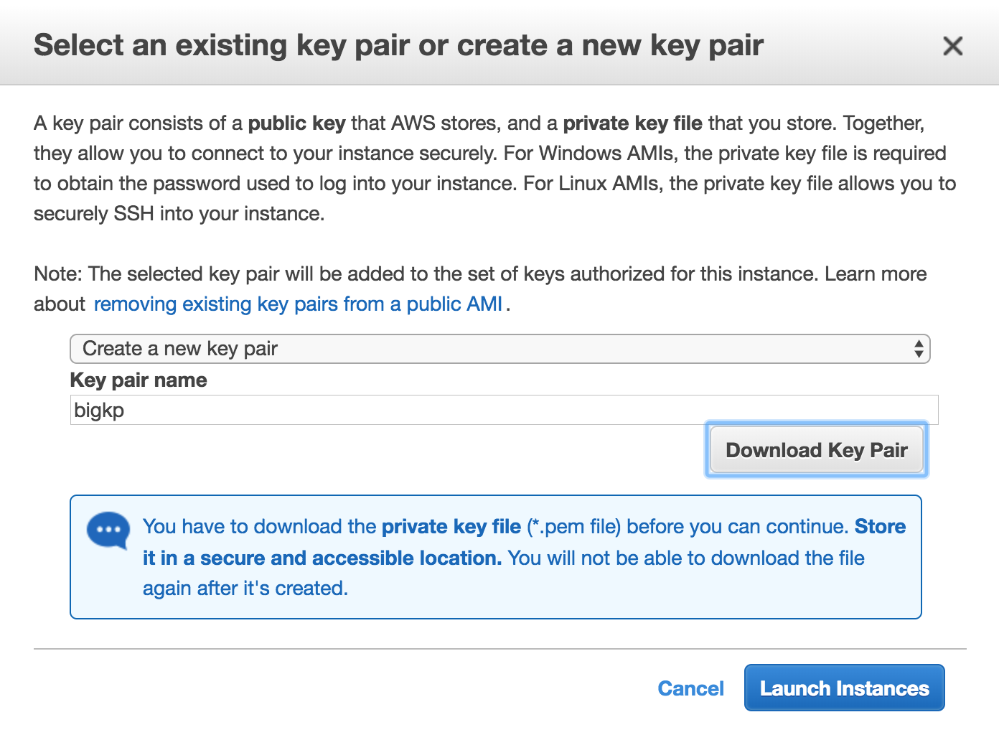 Select an existing key pair or create a new key pair
A key pair consists of a public key that AWS stores, and a private key file that you store. Together,
they allow you to connect to your instance securely. For Windows AMIs, the private key file is required
to obtain the password used to log into your instance. For Linux AMIs, the private key file allows you to
securely SSH into your instance.
Note: The selected key pair will be added to the set of keys authorized for this instance. Learn more
about removing existing key pairs from a public AMI.
Create a new key pair
Key pair name
bigkp
Download Key Pair
You have to download the private key file (*.pem file) before you can continue. Store
it in a secure and accessible location. You will not be able to download the file
again after it's created.
Cancel
Launch Instances